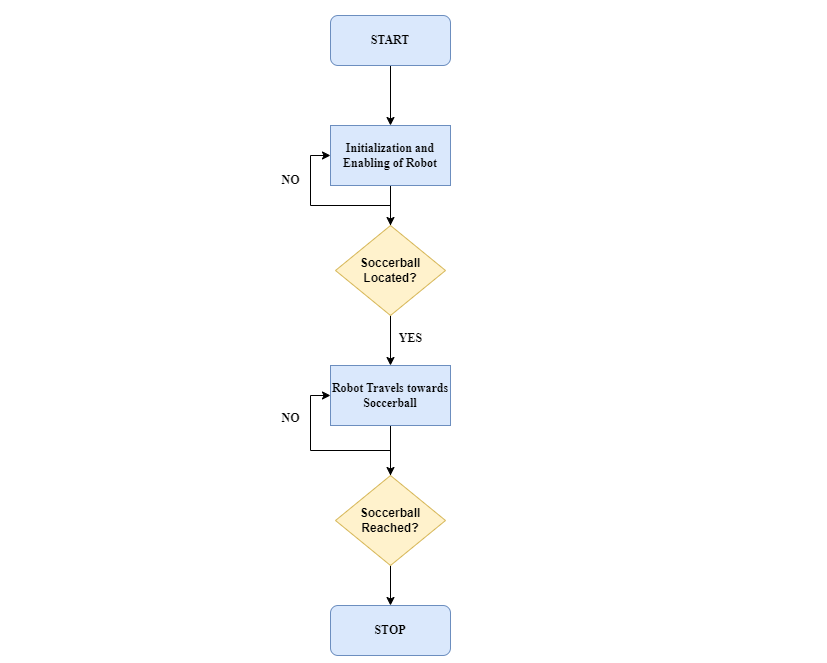 START
Initialization and
Enabling of Robot
NO
Soccerball
Located?
YES
Robot Travels towards
Soccerball
NO
Soccerball
Reached?
STOP